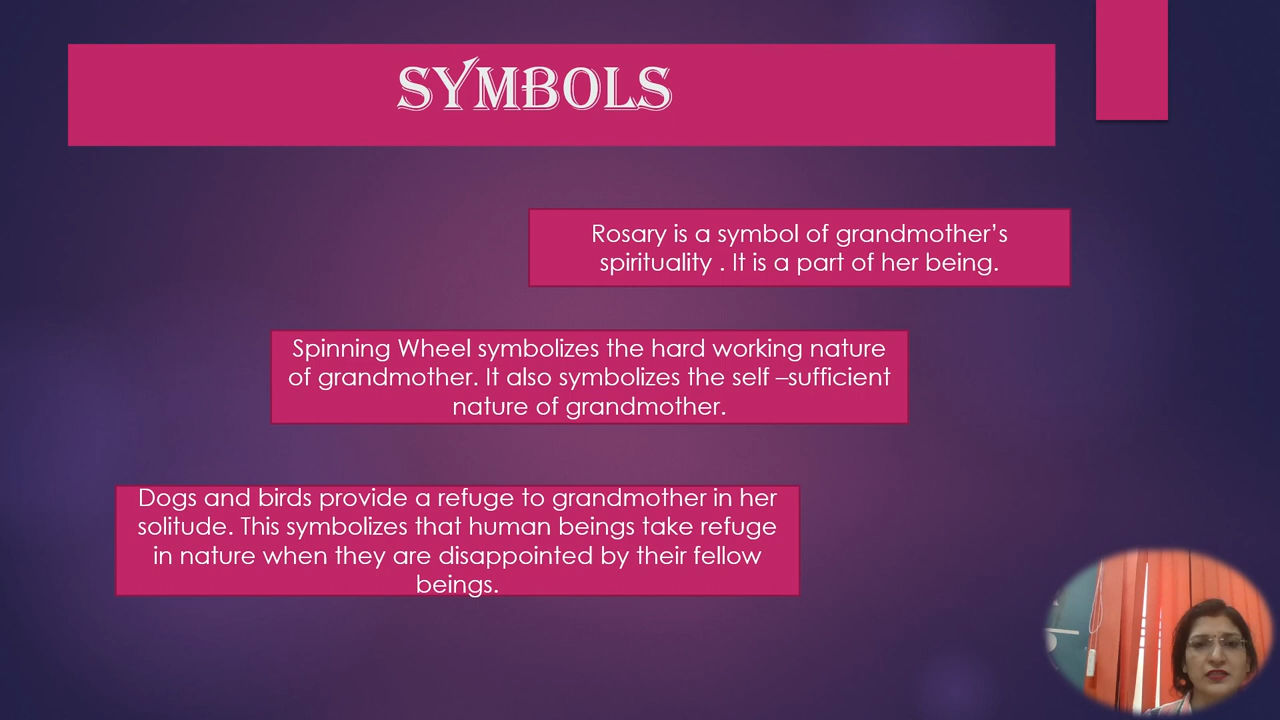 SYMBOLS
Rosary is a symbol of grandmother’s
spirituality . It is a part of her being.
Spinning Wheel symbolizes the hard working nature
of grandmother. It also symbolizes the self –sufficient
nature of grandmother.
Dogs and birds provide a refuge to grandmother in her
solitude. This symbolizes that human beings take refuge
in nature when they are disappointed by their fellow
beings.